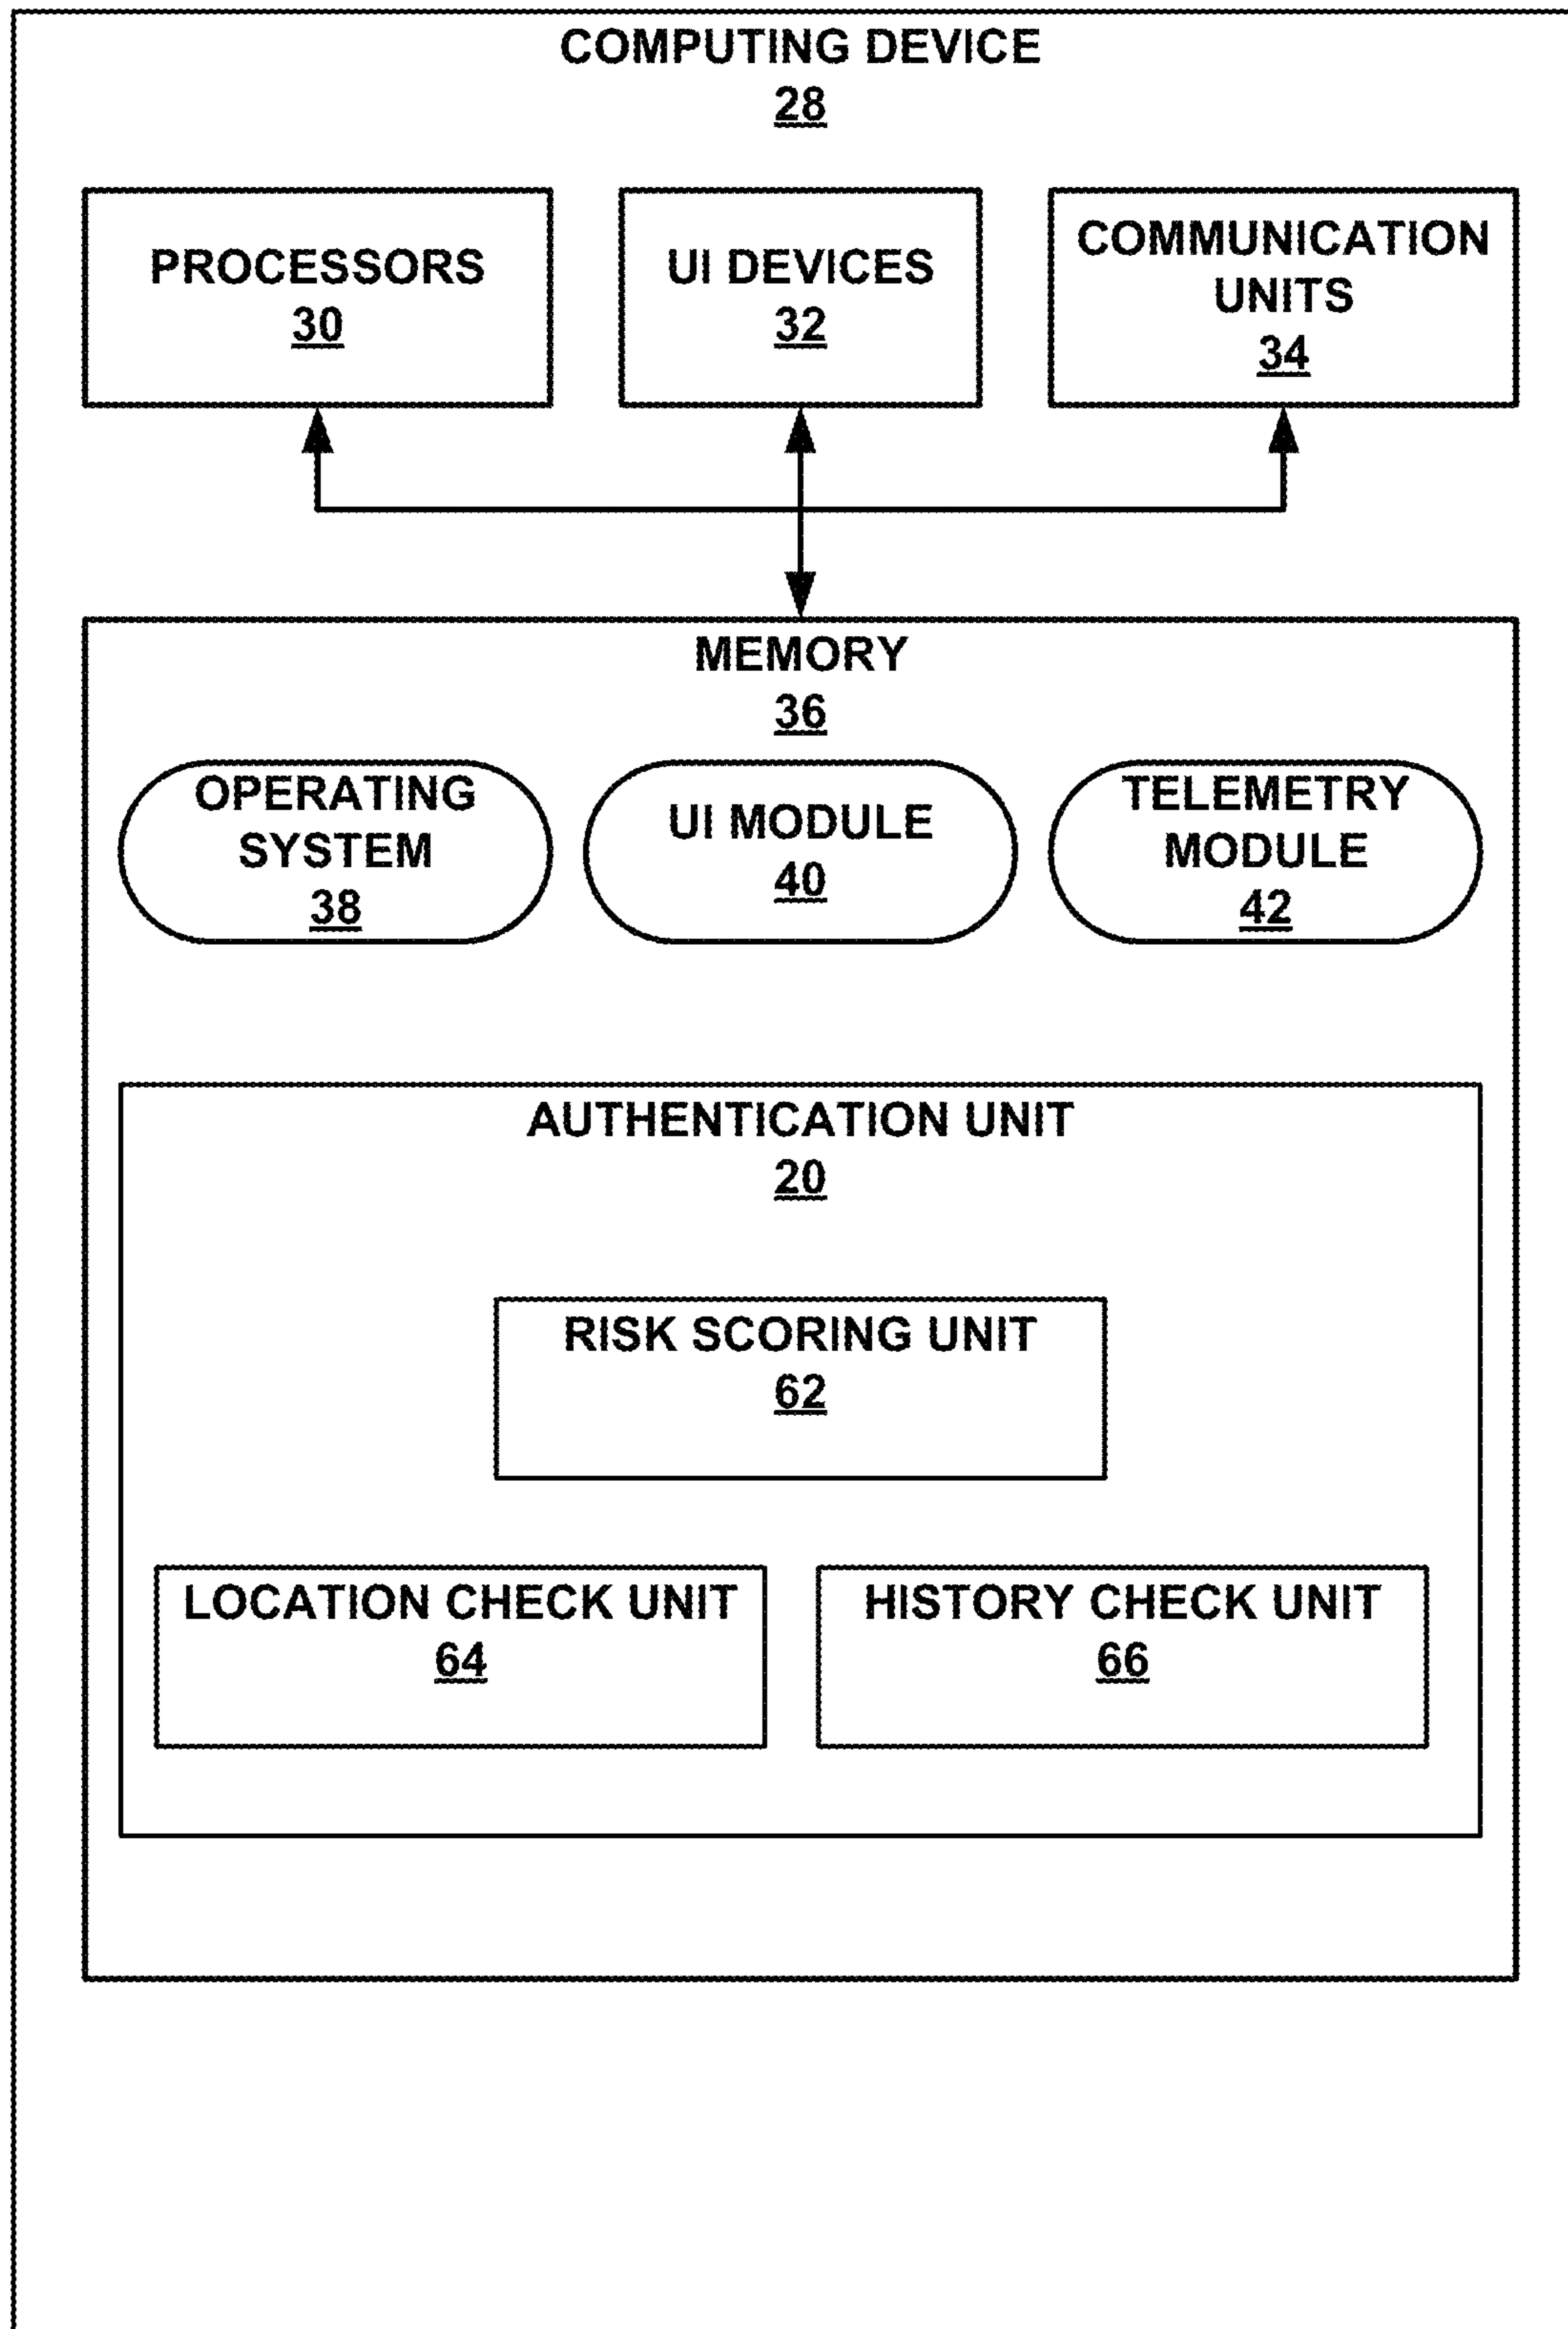 COMPUTING DEVICE
28
PROCESSORS
30
UI DEVICES
32
COMMUNICATION
UNITS
34
MEMORY
36
OPERATING
SYSTEM
38
UI MODULE
40
TELEMETRY
MODULE
42
AUTHENTICATION UNIT
20
RISK SCORING UNIT
62
LOCATION CHECK UNIT
64
HISTORY CHECK UNIT
66